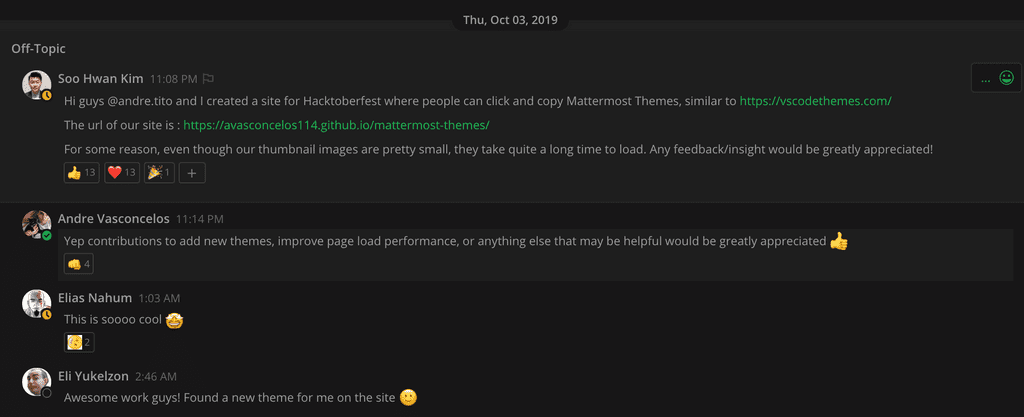 Thu, Oct 03, 2019
Off-Topic
Soo Hwan Kim 11:08 PM
...
Hi guys @andre.tito and I created a site for Hacktoberfest where people can click and copy Mattermost Themes, similar to https://vscodethemes.com/
The url of our site is : https://avasconcelos114.github.io/mattermost-themes/
For some reason, even though our thumbnail images are pretty small, they take quite a long time to load. Any feedback/insight would be greatly appreciated!
👍 13 ❤️ 13 🎉 1 +
Andre Vasconcelos 11:14 PM
Yep contributions to add new themes, improve page load performance, or anything else that may be helpful would be greatly appreciated 👍
👊 4
Elias Nahum 1:03 AM
This is soooo cool 🤩
2
Eli Yukelzon 2:46 AM
Awesome work guys! Found a new theme for me on the site 🙂